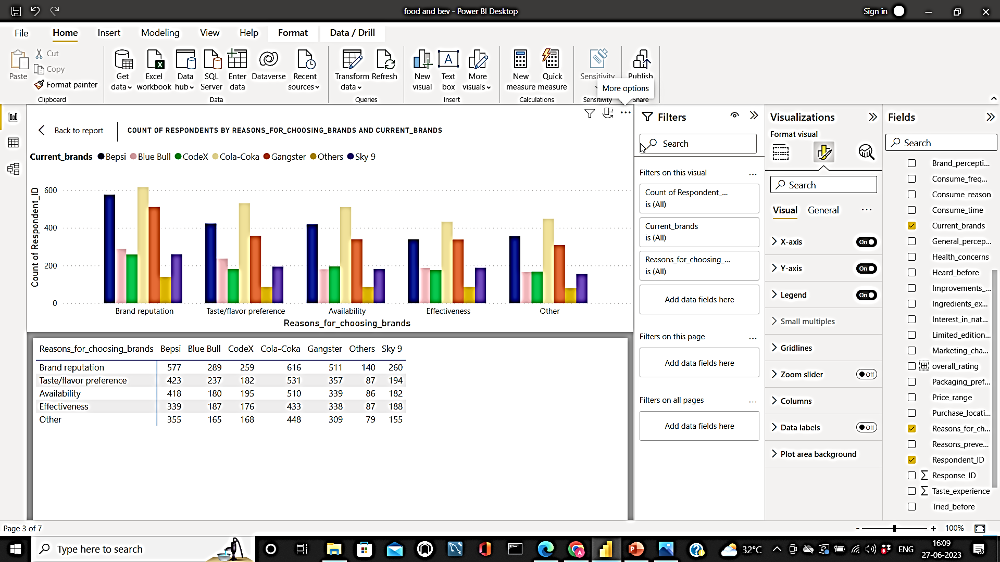 food and bev - Power BI Desktop
Sign in
File Home Insert Modeling View Help Format Data / Drill
Paste
Cut
Copy
Format painter
Clipboard
Get data
Excel workbook
Data hub
SQL Server
Enter data
Dataverse
Recent sources
Data
Transform data
Refresh
Queries
New visual
Text box
More visuals
Insert
New measure
Quick measure
Calculations
Sensitivity
Sensitivity
Publish
Share
More options
Back to report
COUNT OF RESPONDENTS BY REASONS_FOR_CHOOSING_BRANDS AND CURRENT_BRANDS
Current_brands Bepsi Blue Bull CodeX Cola-Coka Gangster Others Sky 9
Count of Respondent_ID
600
400
200
0
Brand reputation Taste/flavor preference Availability Effectiveness Other
Reasons_for_choosing_brands
Reasons_for_choosing_brands Bepsi Blue Bull CodeX Cola-Coka Gangster Others Sky 9
Brand reputation 577 289 259 616 511 140 260
Taste/flavor preference 423 237 182 531 357 87 194
Availability 418 180 195 510 339 86 182
Effectiveness 339 187 176 433 338 87 188
Other 355 165 168 448 309 79 155
Filters
Search
Filters on this visual ...
Count of Respondent_...
is (All)
Current_brands
is (All)
Reasons_for_choosing_...
is (All)
Add data fields here
Filters on this page ...
Add data fields here
Filters on all pages ...
Add data fields here
Visualizations
Format visual
Search
Visual General ...
X-axis On
Y-axis On
Legend On
Small multiples
Gridlines
Zoom slider Off
Columns
Data labels Off
Plot area background
Fields
Search
Brand_percepti...
Consume_freq...
Consume_reason
Consume_time
Current_brands
General_percep...
Health_concerns
Heard_before
Improvements_...
Ingredients_ex...
Interest_in_nat...
Limited_edition...
Marketing_cha...
overall_rating
Packaging_pref...
Price_range
Purchase_locati...
Reasons_for_ch...
Reasons_preve...
Respondent_ID
Response_ID
Taste_experience
Tried_before
Page 3 of 7
- + 100%
Type here to search
32°C
ENG
16:09
27-06-2023